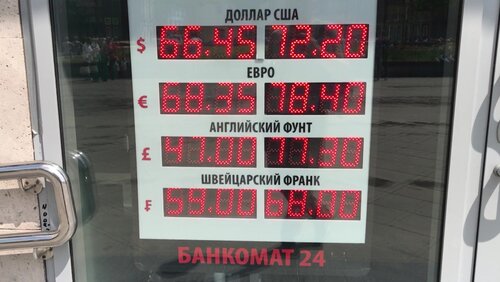 ДОЛЛАР США
$ 66.45 72.20
ЕВРО
€ 68.35 78.40
АНГЛИЙСКИЙ ФУНТ
£ 47.00 77.30
ШВЕЙЦАРСКИЙ ФРАНК
₣ 59.00 68.00
БАНКОМАТ 24